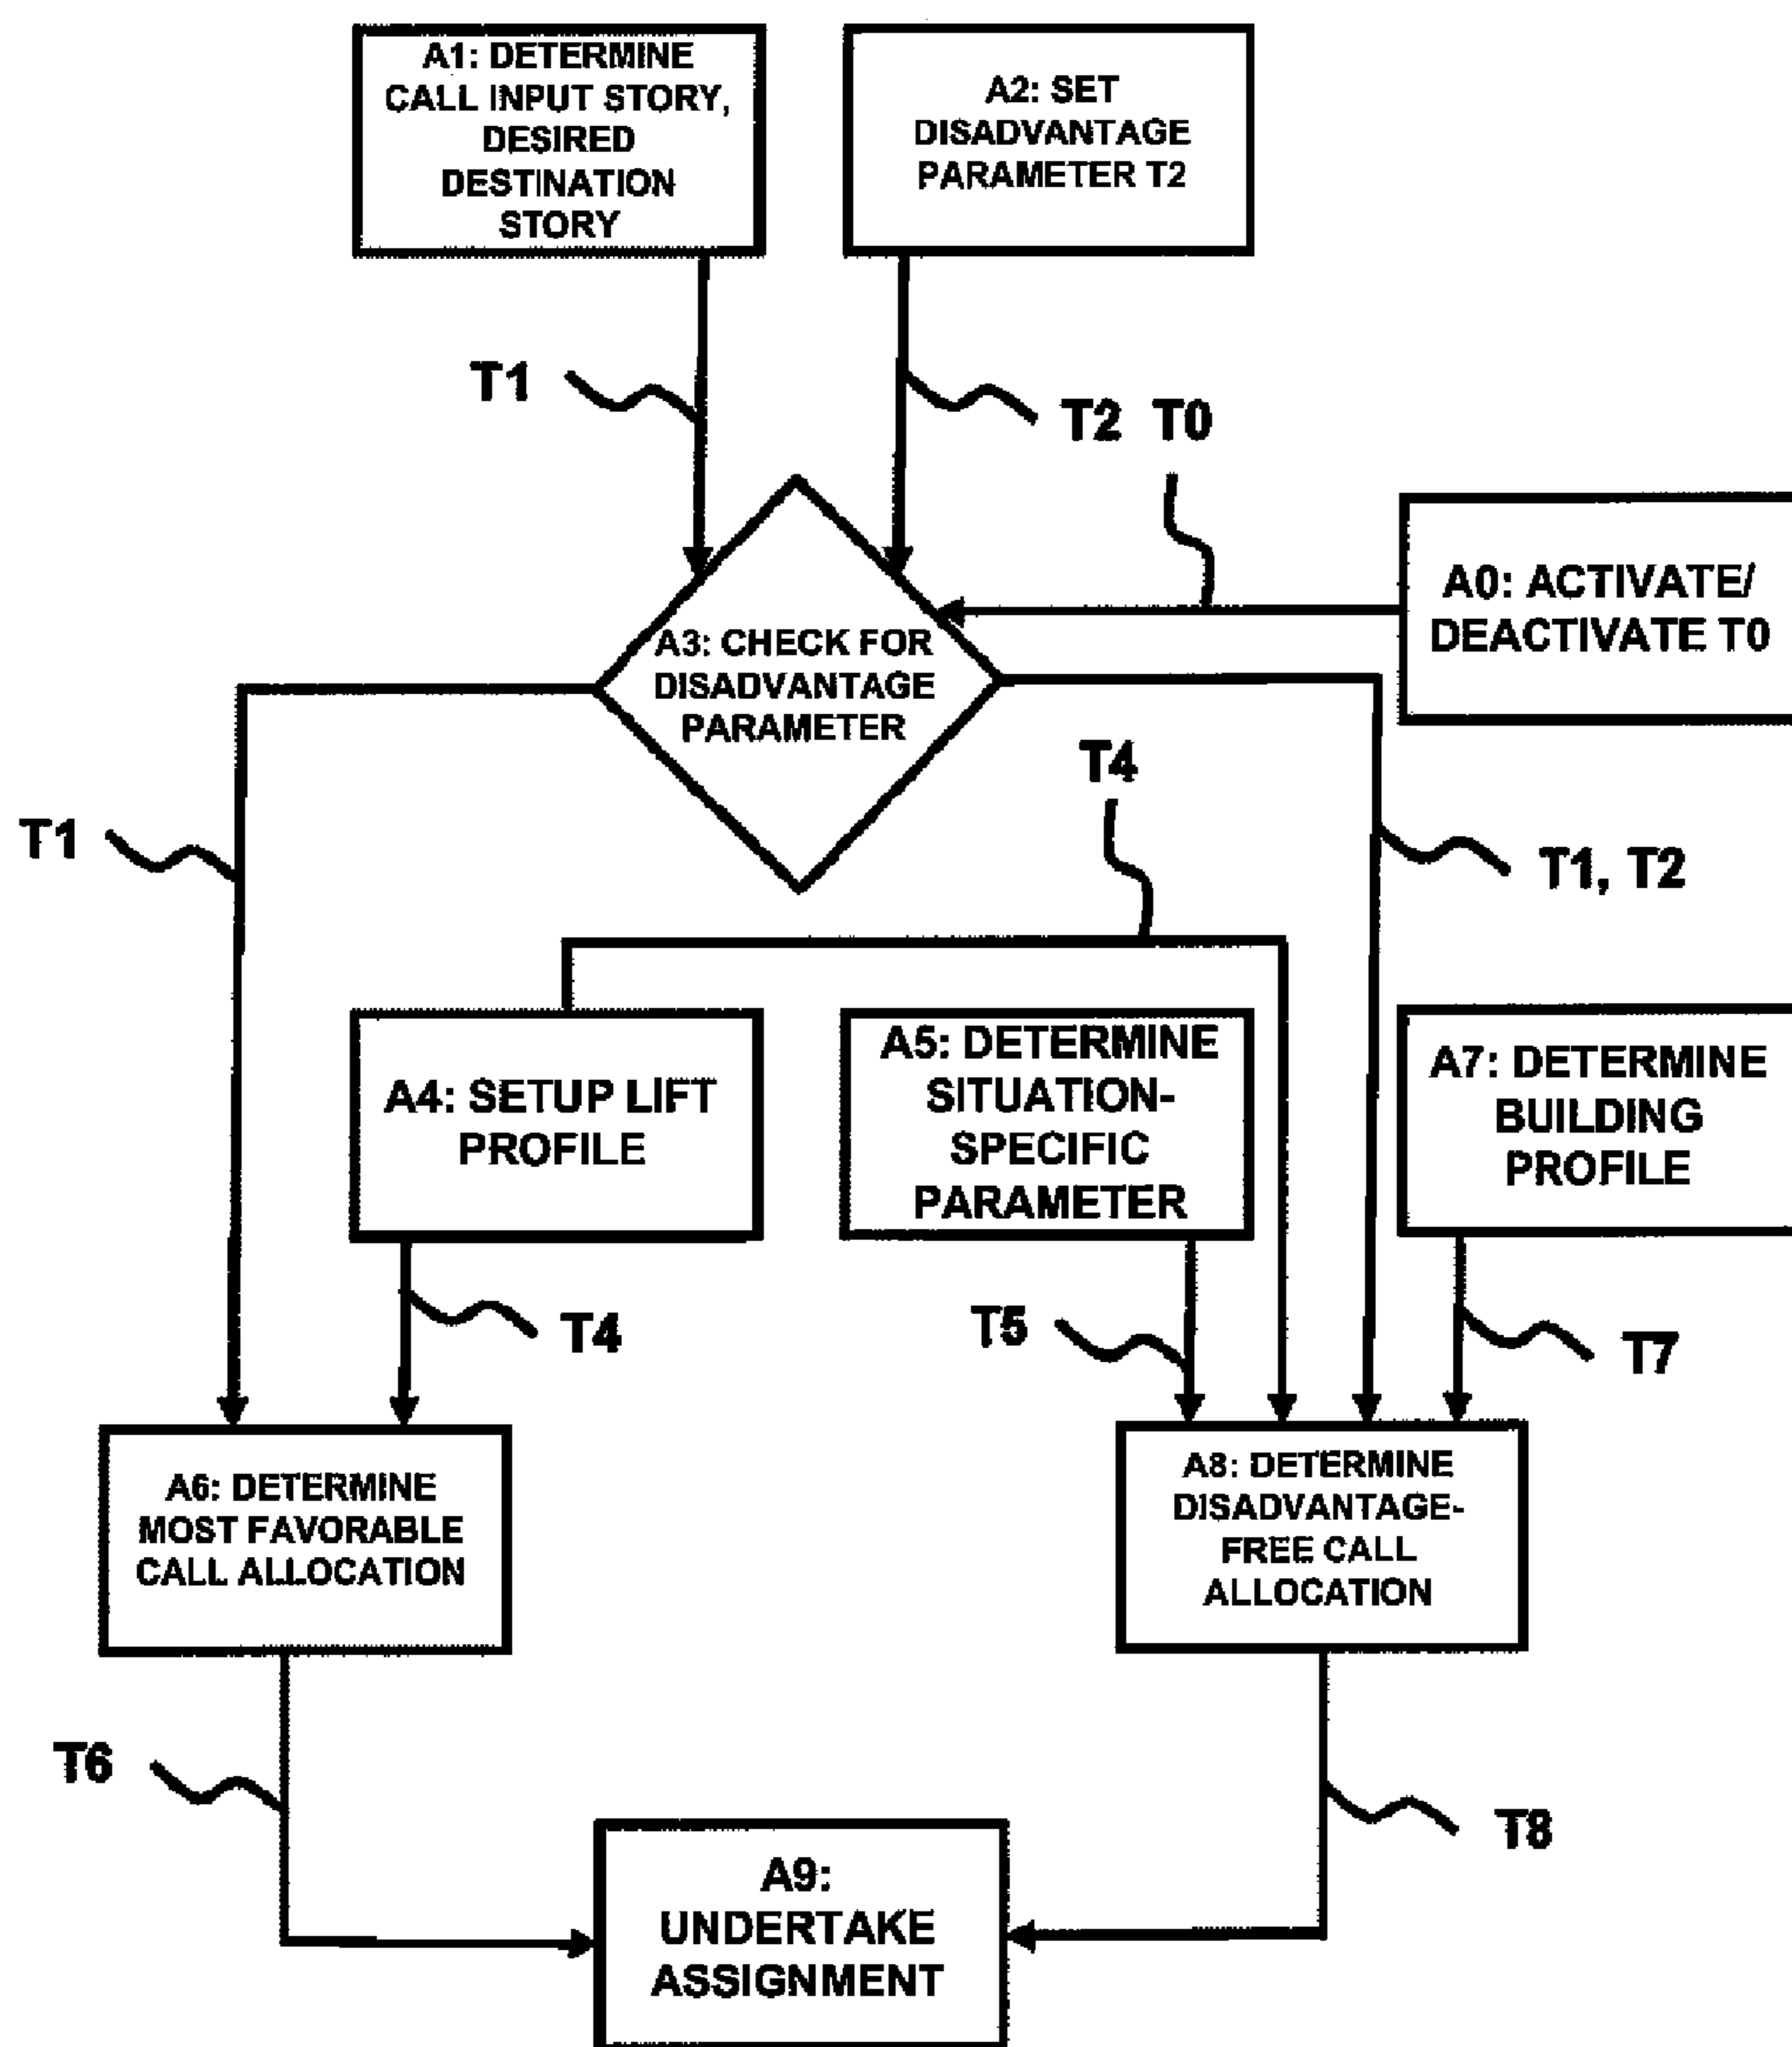 A1: DETERMINE
CALL INPUT STORY,
DESIRED
DESTINATION
STORY
A2: SET
DISADVANTAGE
PARAMETER T2
T1
T2
T0
A0: ACTIVATE/
DEACTIVATE T0
A3: CHECK FOR
DISADVANTAGE
PARAMETER
T4
T1
T1, T2
A4: SETUP LIFT
PROFILE
A5: DETERMINE
SITUATION-
SPECIFIC
PARAMETER
A7: DETERMINE
BUILDING
PROFILE
T4
T5
T7
A6: DETERMINE
MOST FAVORABLE
CALL ALLOCATION
A8: DETERMINE
DISADVANTAGE-
FREE CALL
ALLOCATION
T6
T8
A9:
UNDERTAKE
ASSIGNMENT